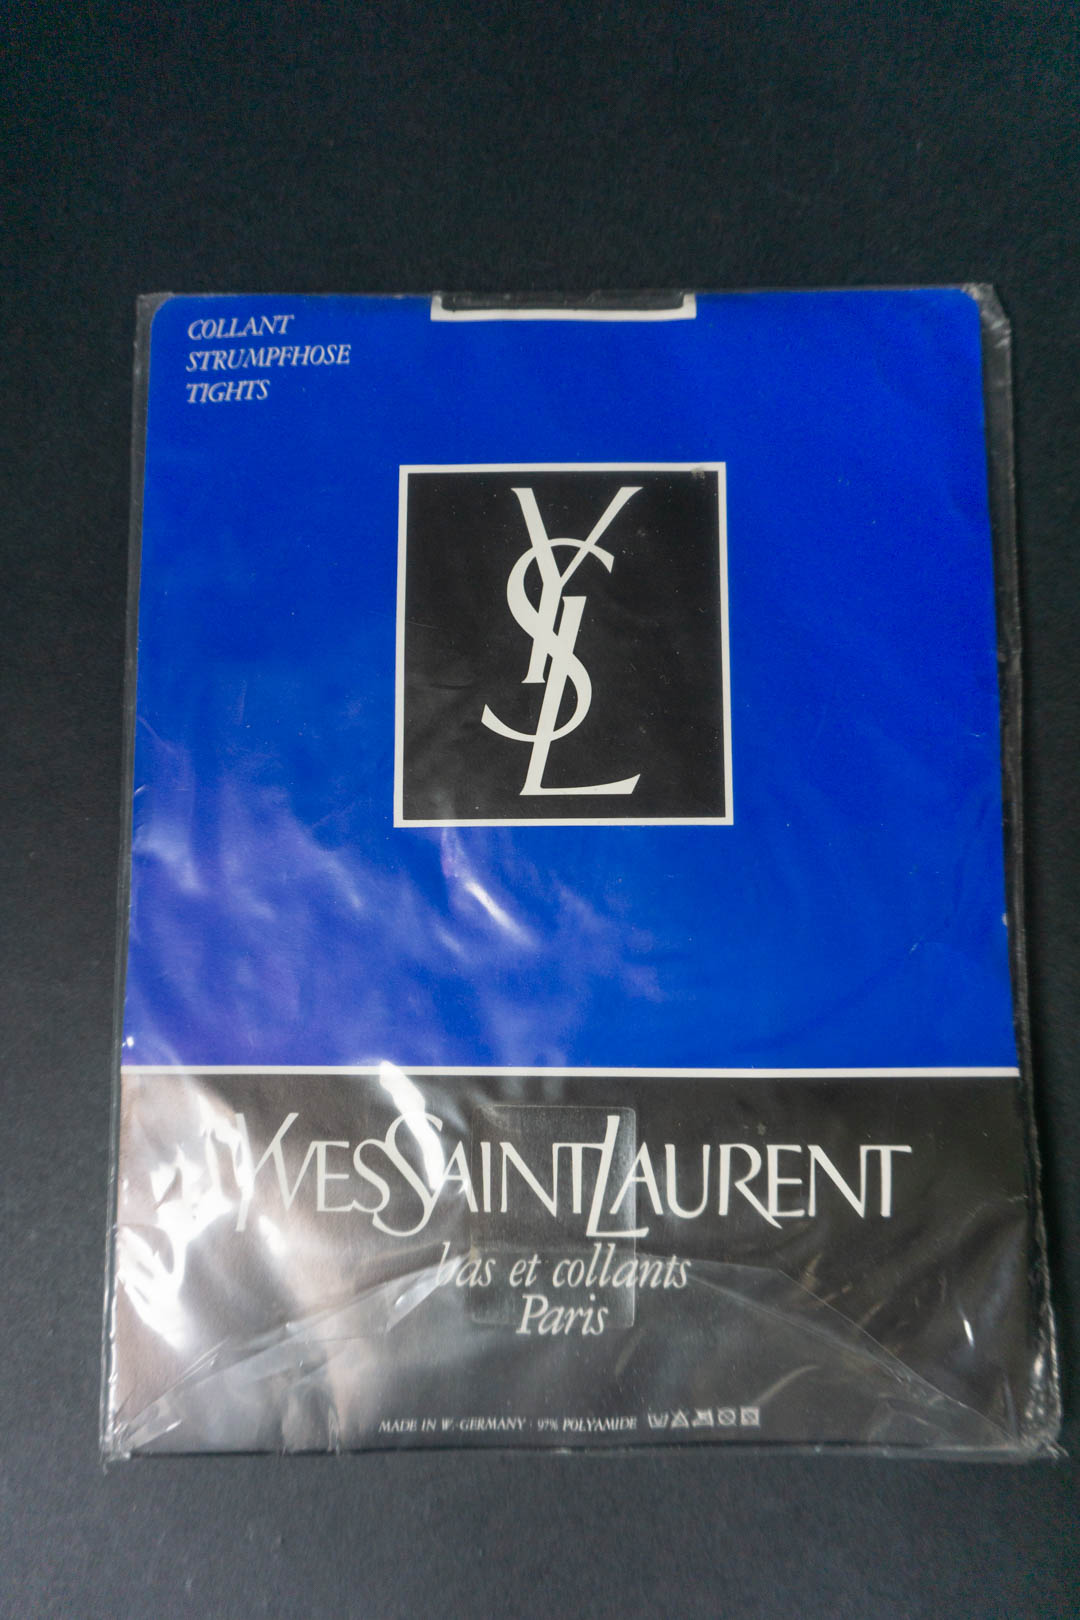 COLLANT
STRUMPFHOSE
TIGHTS
YSL
YVESSAINTLAURENT
bas et collants
Paris
MADE IN W.-GERMANY · 97% POLYAMIDE